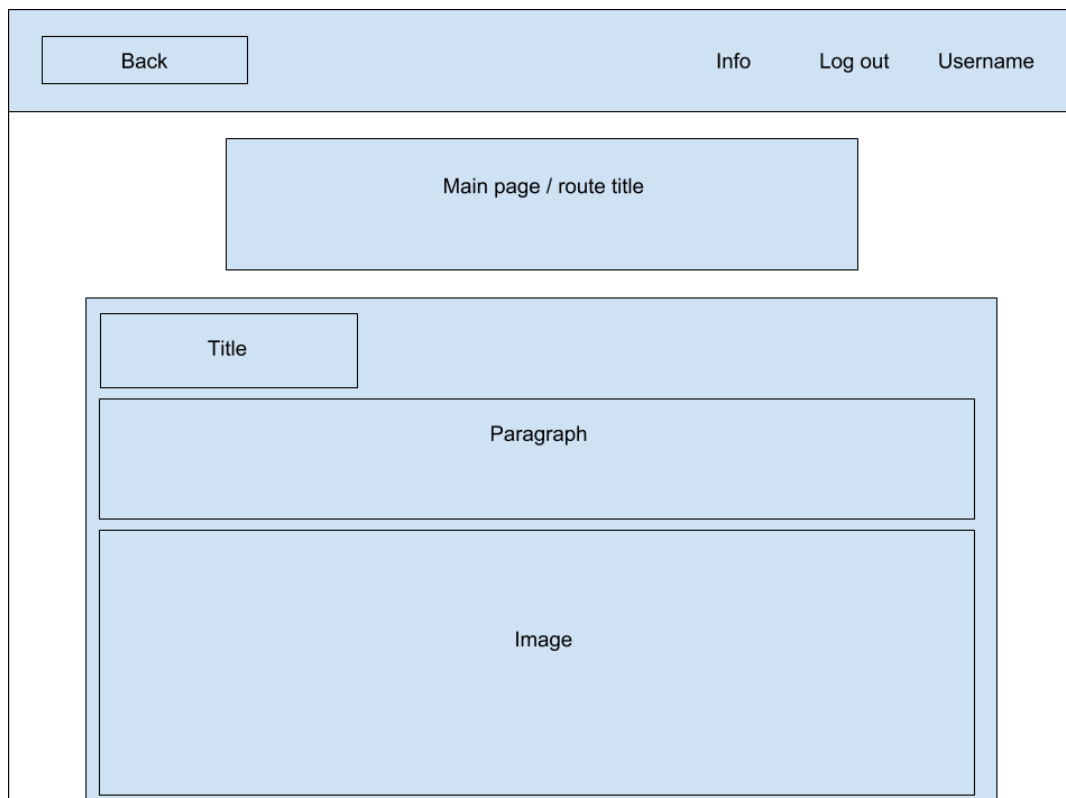 Back
Info Log out Username
Main page / route title
Title
Paragraph
Image